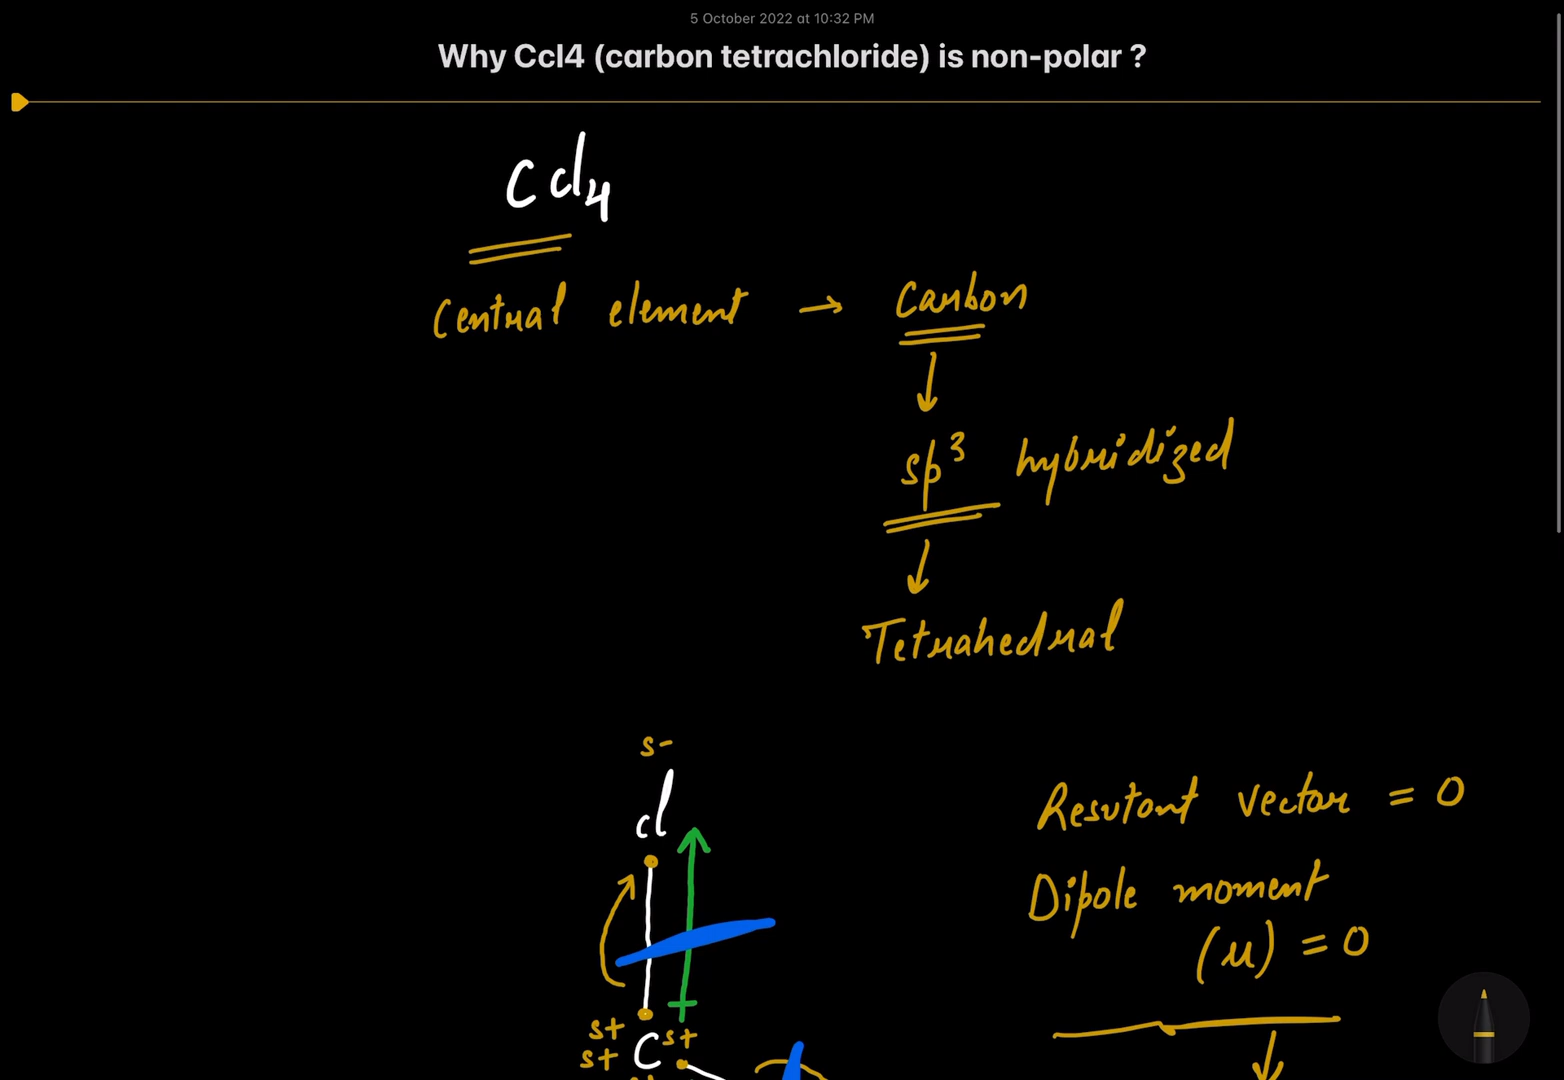 5 October 2022 at 10:32 PM
Why Ccl4 (carbon tetrachloride) is non-polar ?
Ccl4
Central element → Carbon
↓
sp³ hybridized
↓
Tetrahedral
s-
cl
Resutant vector = 0
Dipole moment
(μ) = 0
s+
s+ C s+
↓